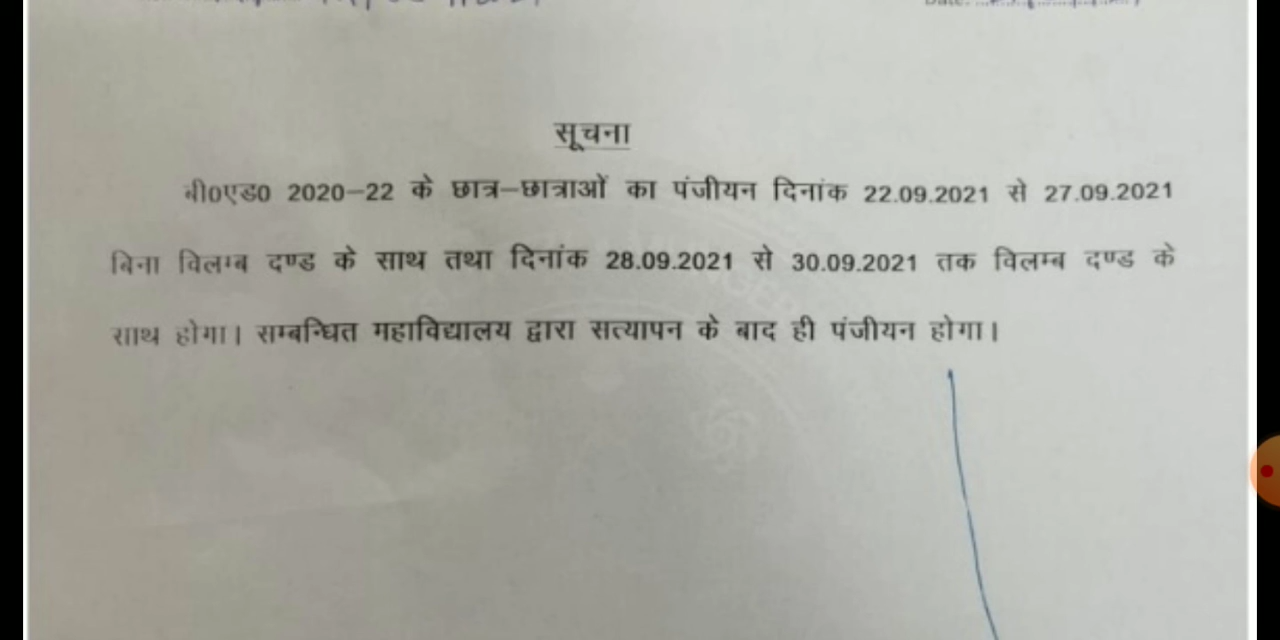 सूचना
बी0एड0 2020–22 के छात्र–छात्राओं का पंजीयन दिनांक 22.09.2021 से 27.09.2021
बिना विलम्ब दण्ड के साथ तथा दिनांक 28.09.2021 से 30.09.2021 तक विलम्ब दण्ड के
साथ होगा। सम्बन्धित महाविद्यालय द्वारा सत्यापन के बाद ही पंजीयन होगा।